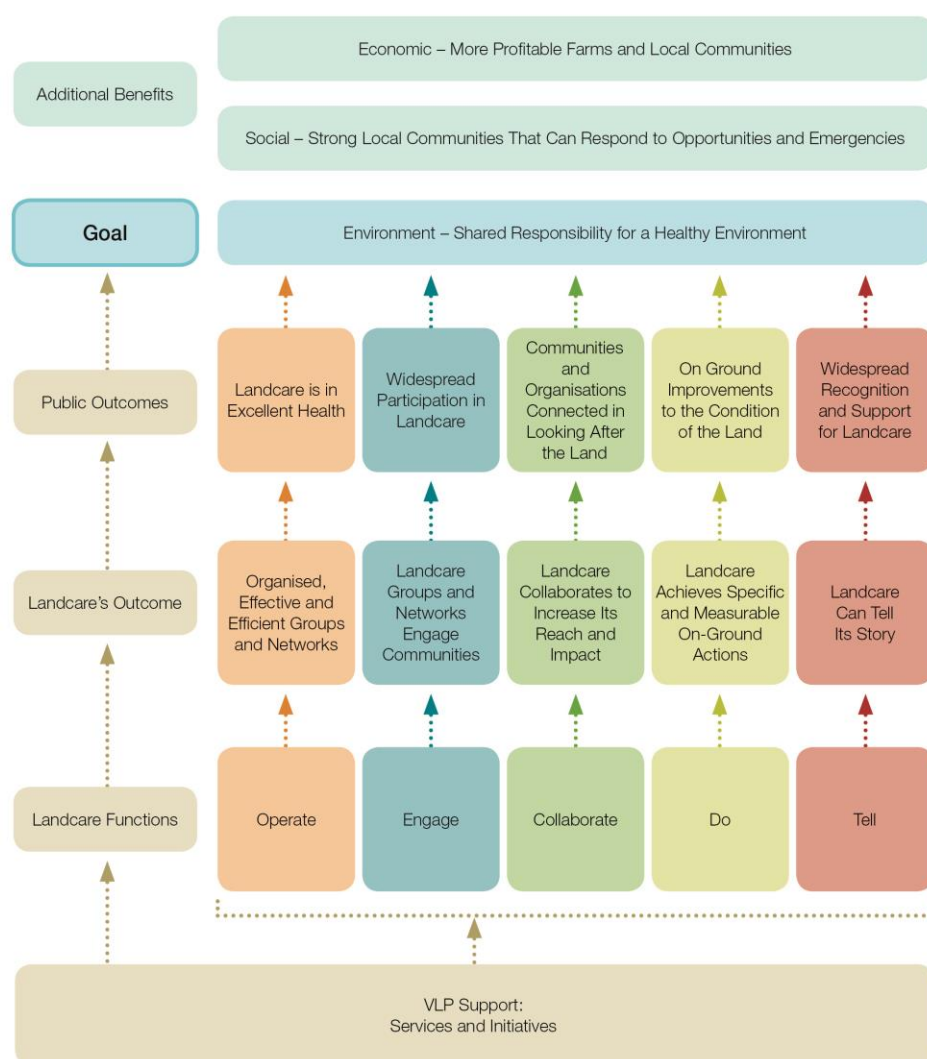 Economic – More Profitable Farms and Local Communities
Additional Benefits
Social – Strong Local Communities That Can Respond to Opportunities and Emergencies
Goal
Environment – Shared Responsibility for a Healthy Environment
Public Outcomes
Landcare is in
Excellent Health
Widespread
Participation in
Landcare
Communities
and
Organisations
Connected in
Looking After
the Land
On Ground
Improvements
to the Condition
of the Land
Widespread
Recognition
and Support
for Landcare
Landcare's Outcome
Organised,
Effective and
Efficient Groups
and Networks
Landcare
Groups and
Networks
Engage
Communities
Landcare
Collaborates to
Increase Its
Reach and
Impact
Landcare
Achieves Specific
and Measurable
On-Ground
Actions
Landcare
Can Tell
Its Story
Landcare Functions
Operate
Engage
Collaborate
Do
Tell
VLP Support:
Services and Initiatives